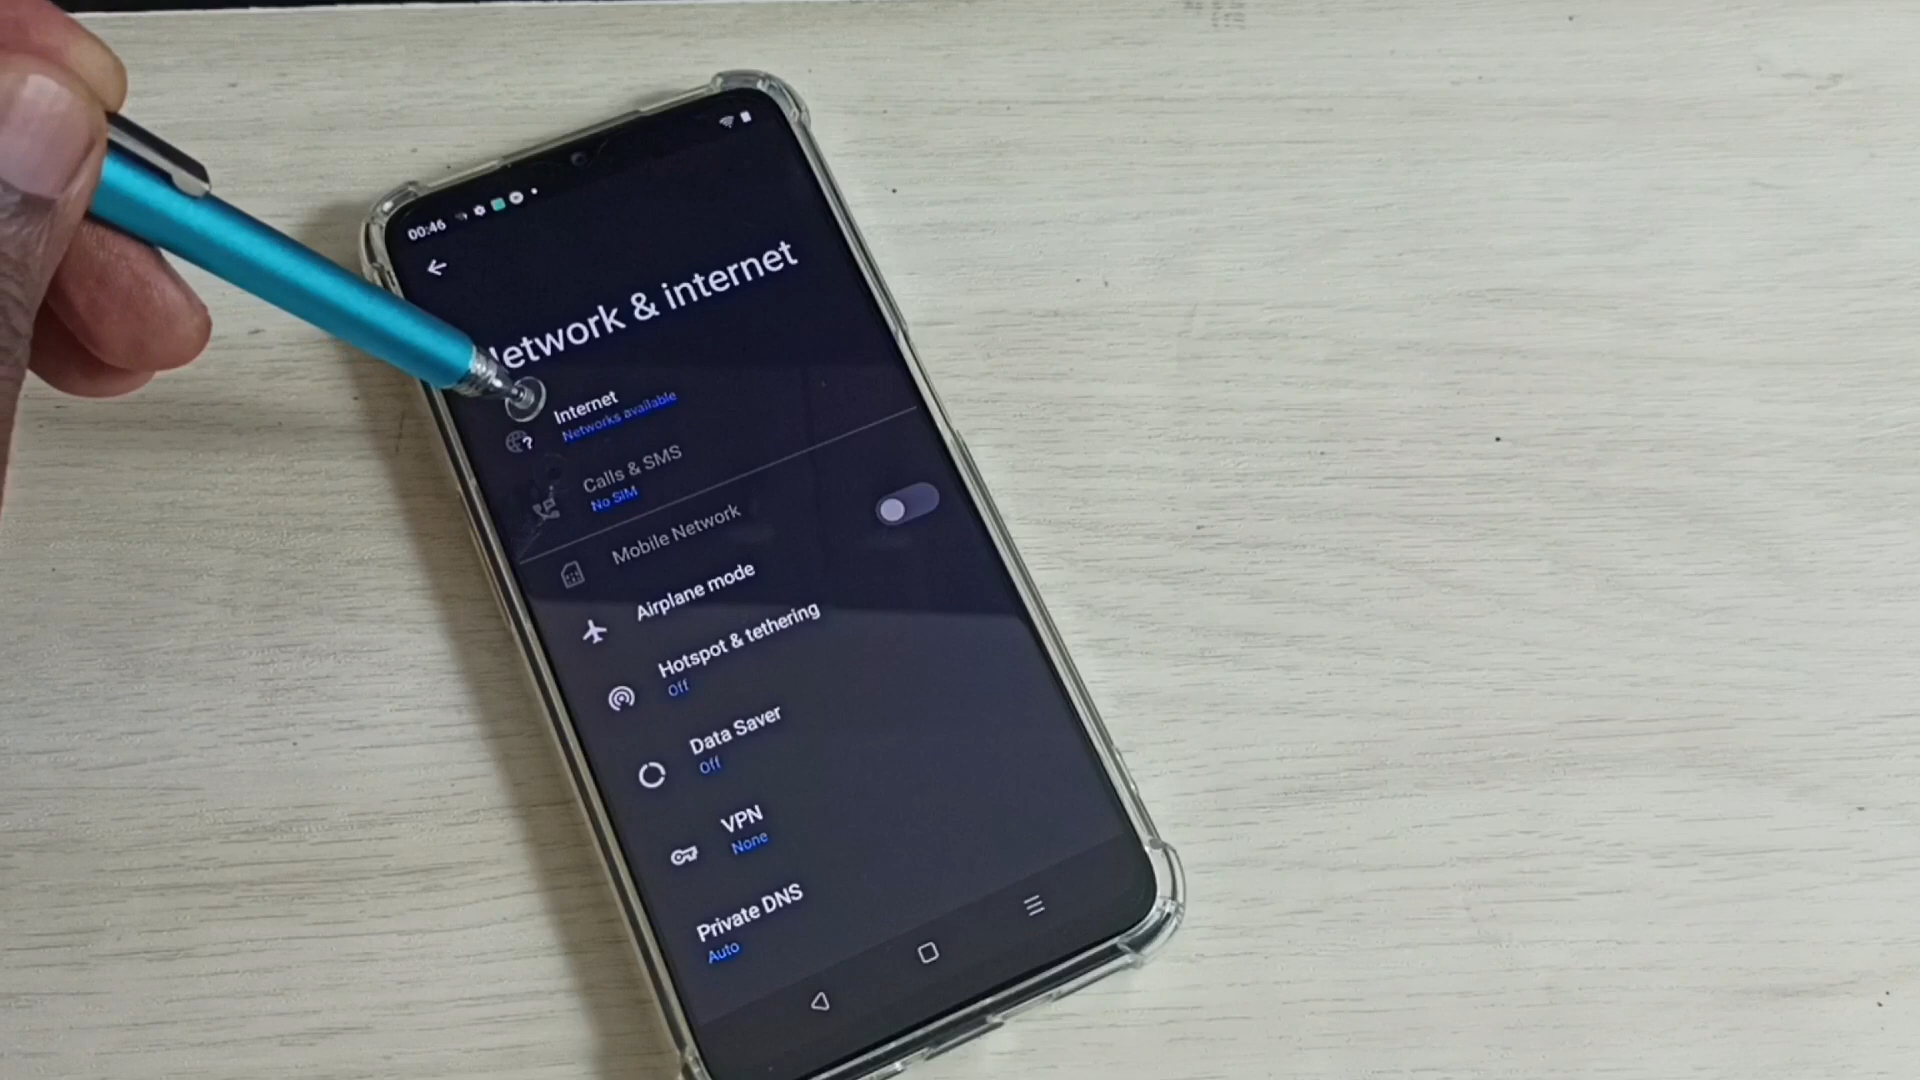 00:46
Network & internet
Internet
Networks available
Calls & SMS
No SIM
Mobile Network
Airplane mode
Hotspot & tethering
Off
Data Saver
Off
VPN
None
Private DNS
Auto